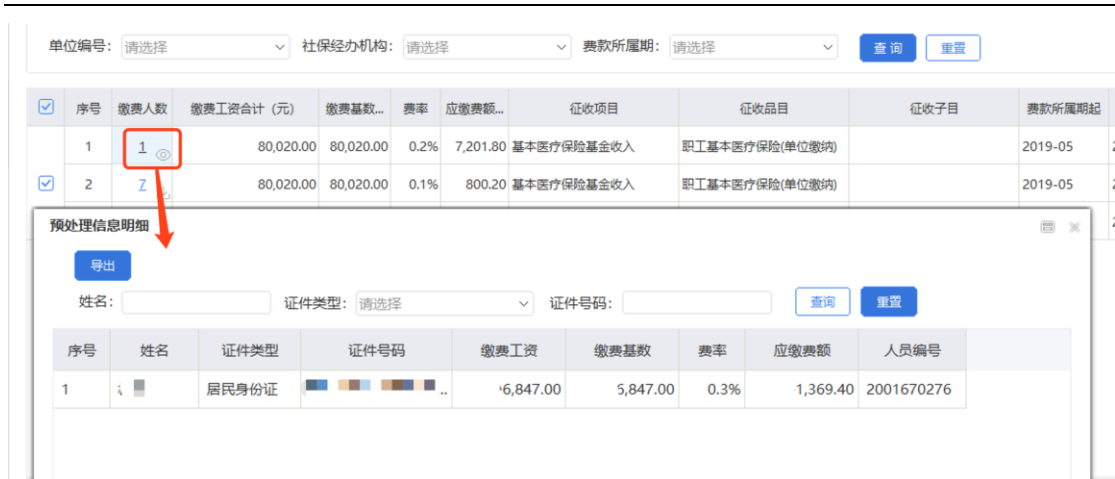 单位编号： 请选择 社保经办机构： 请选择 费款所属期： 请选择 查询 重置
序号 缴费人数 缴费工资合计（元） 缴费基数... 费率 应缴费额... 征收项目 征收品目 征收子目 费款所属期起
1 1 80,020.00 80,020.00 0.2% 7,201.80 基本医疗保险基金收入 职工基本医疗保险(单位缴纳) 2019-05
2 7 80,020.00 80,020.00 0.1% 800.20 基本医疗保险基金收入 职工基本医疗保险(单位缴纳) 2019-05
预处理信息明细
导出
姓名： 证件类型： 请选择 证件号码： 查询 重置
序号 姓名 证件类型 证件号码 缴费工资 缴费基数 费率 应缴费额 人员编号
1 居民身份证 .. 6,847.00 5,847.00 0.3% 1,369.40 2001670276